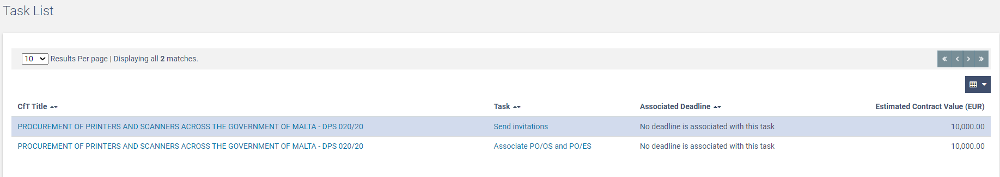 Task List
10 Results Per page | Displaying all 2 matches.
« ‹ › »
CfT Title Task Associated Deadline Estimated Contract Value (EUR)
PROCUREMENT OF PRINTERS AND SCANNERS ACROSS THE GOVERNMENT OF MALTA - DPS 020/20 Send invitations No deadline is associated with this task 10,000.00
PROCUREMENT OF PRINTERS AND SCANNERS ACROSS THE GOVERNMENT OF MALTA - DPS 020/20 Associate PO/OS and PO/ES No deadline is associated with this task 10,000.00